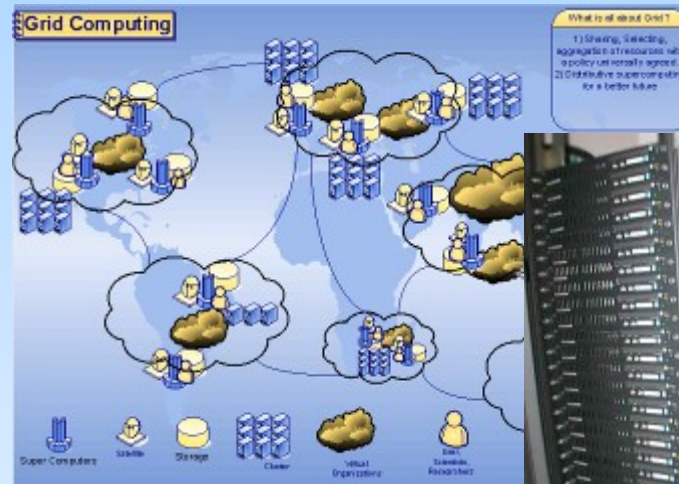 Grid Computing
What is all about Grid ?
1) Sharing, Selecting,
aggregation of resources with
a policy universally agreed.
2) Distributive supercomputing
for a better future
Super Computers
Satellite
Storage
Cluster
Virtual
Organizations
User,
Scientists,
Researchers